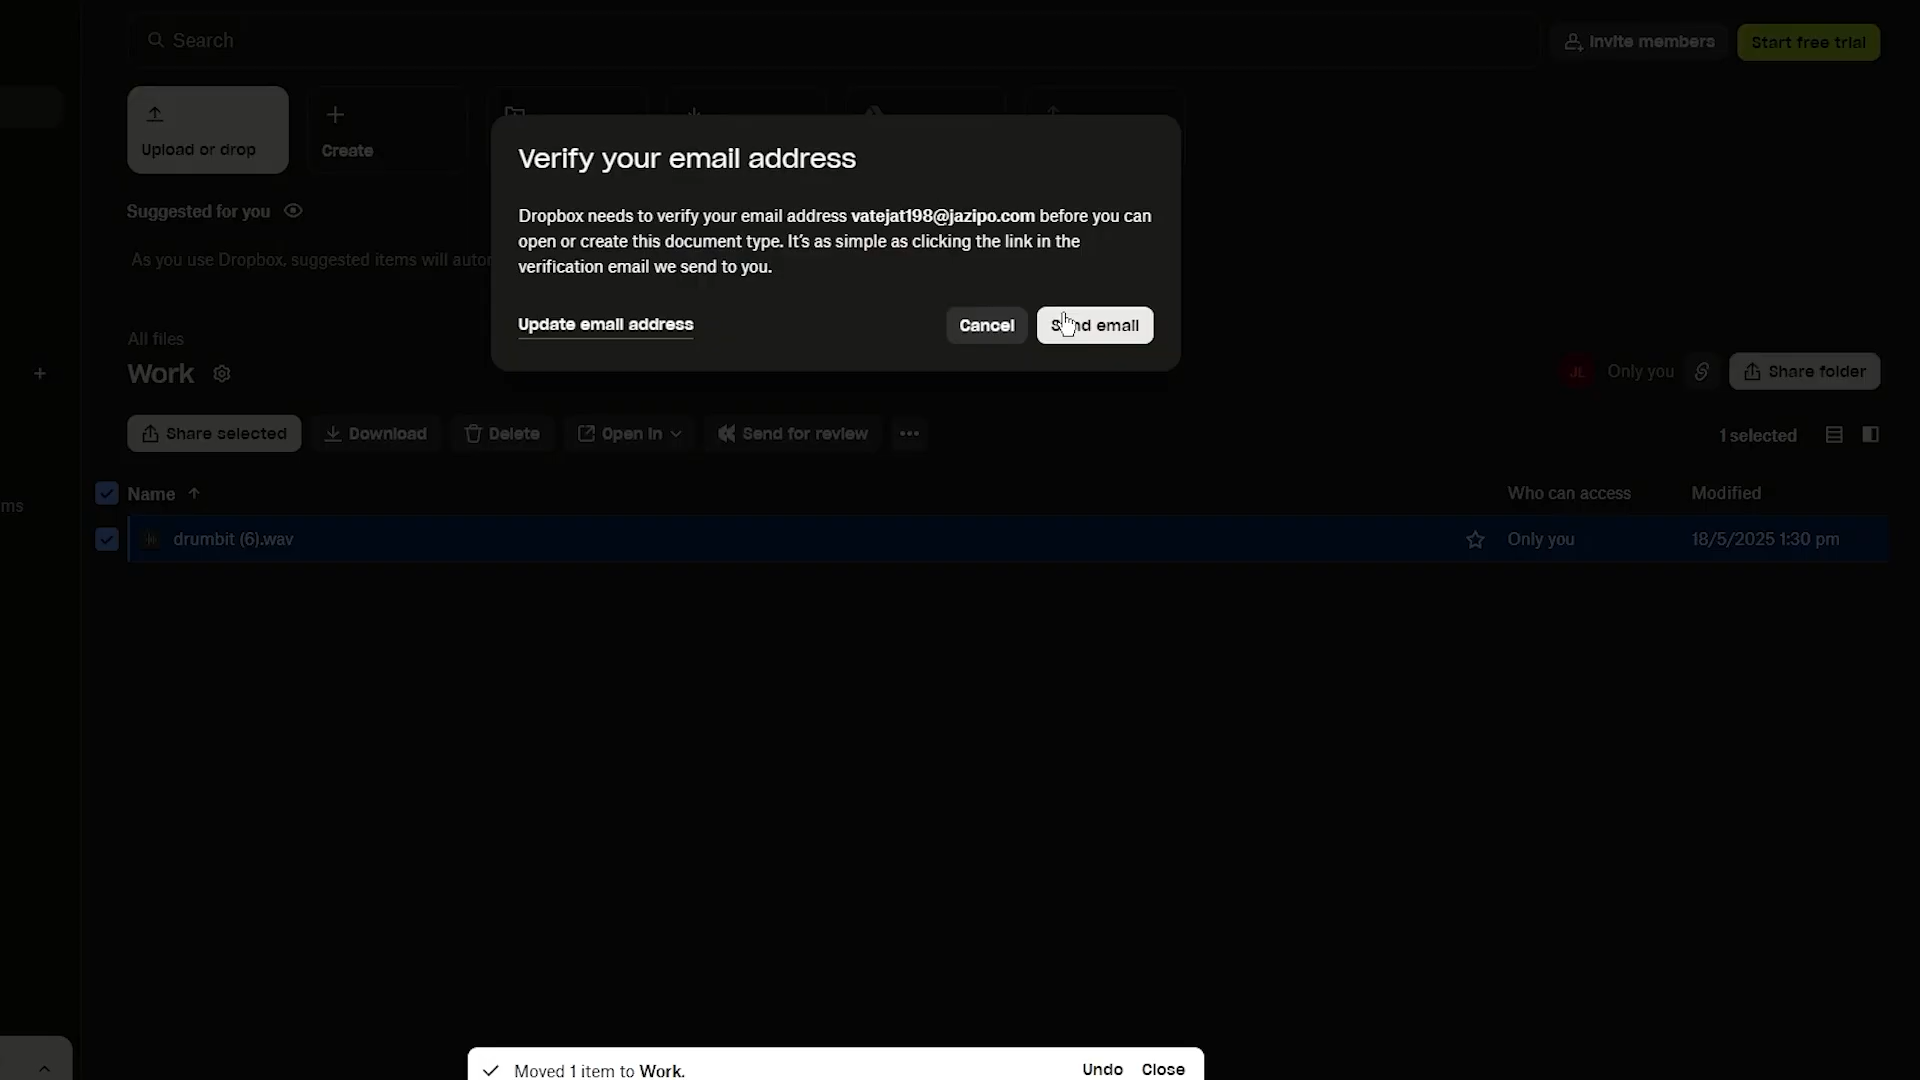 Search
Invite members
Start free trial
Upload or drop
Create
Verify your email address
Dropbox needs to verify your email address vatejat198@jazipo.com before you can
open or create this document type. It's as simple as clicking the link in the
verification email we send to you.
Update email address
Cancel
Send email
Suggested for you
As you use Dropbox, suggested items will autor
All files
Work
JL
Only you
Share folder
Share selected
Download
Delete
Open in
Send for review
1 selected
ms
Name
Who can access
Modified
drumbit (6).wav
Only you
18/5/2025 1:30 pm
Moved 1 item to Work.
Undo
Close